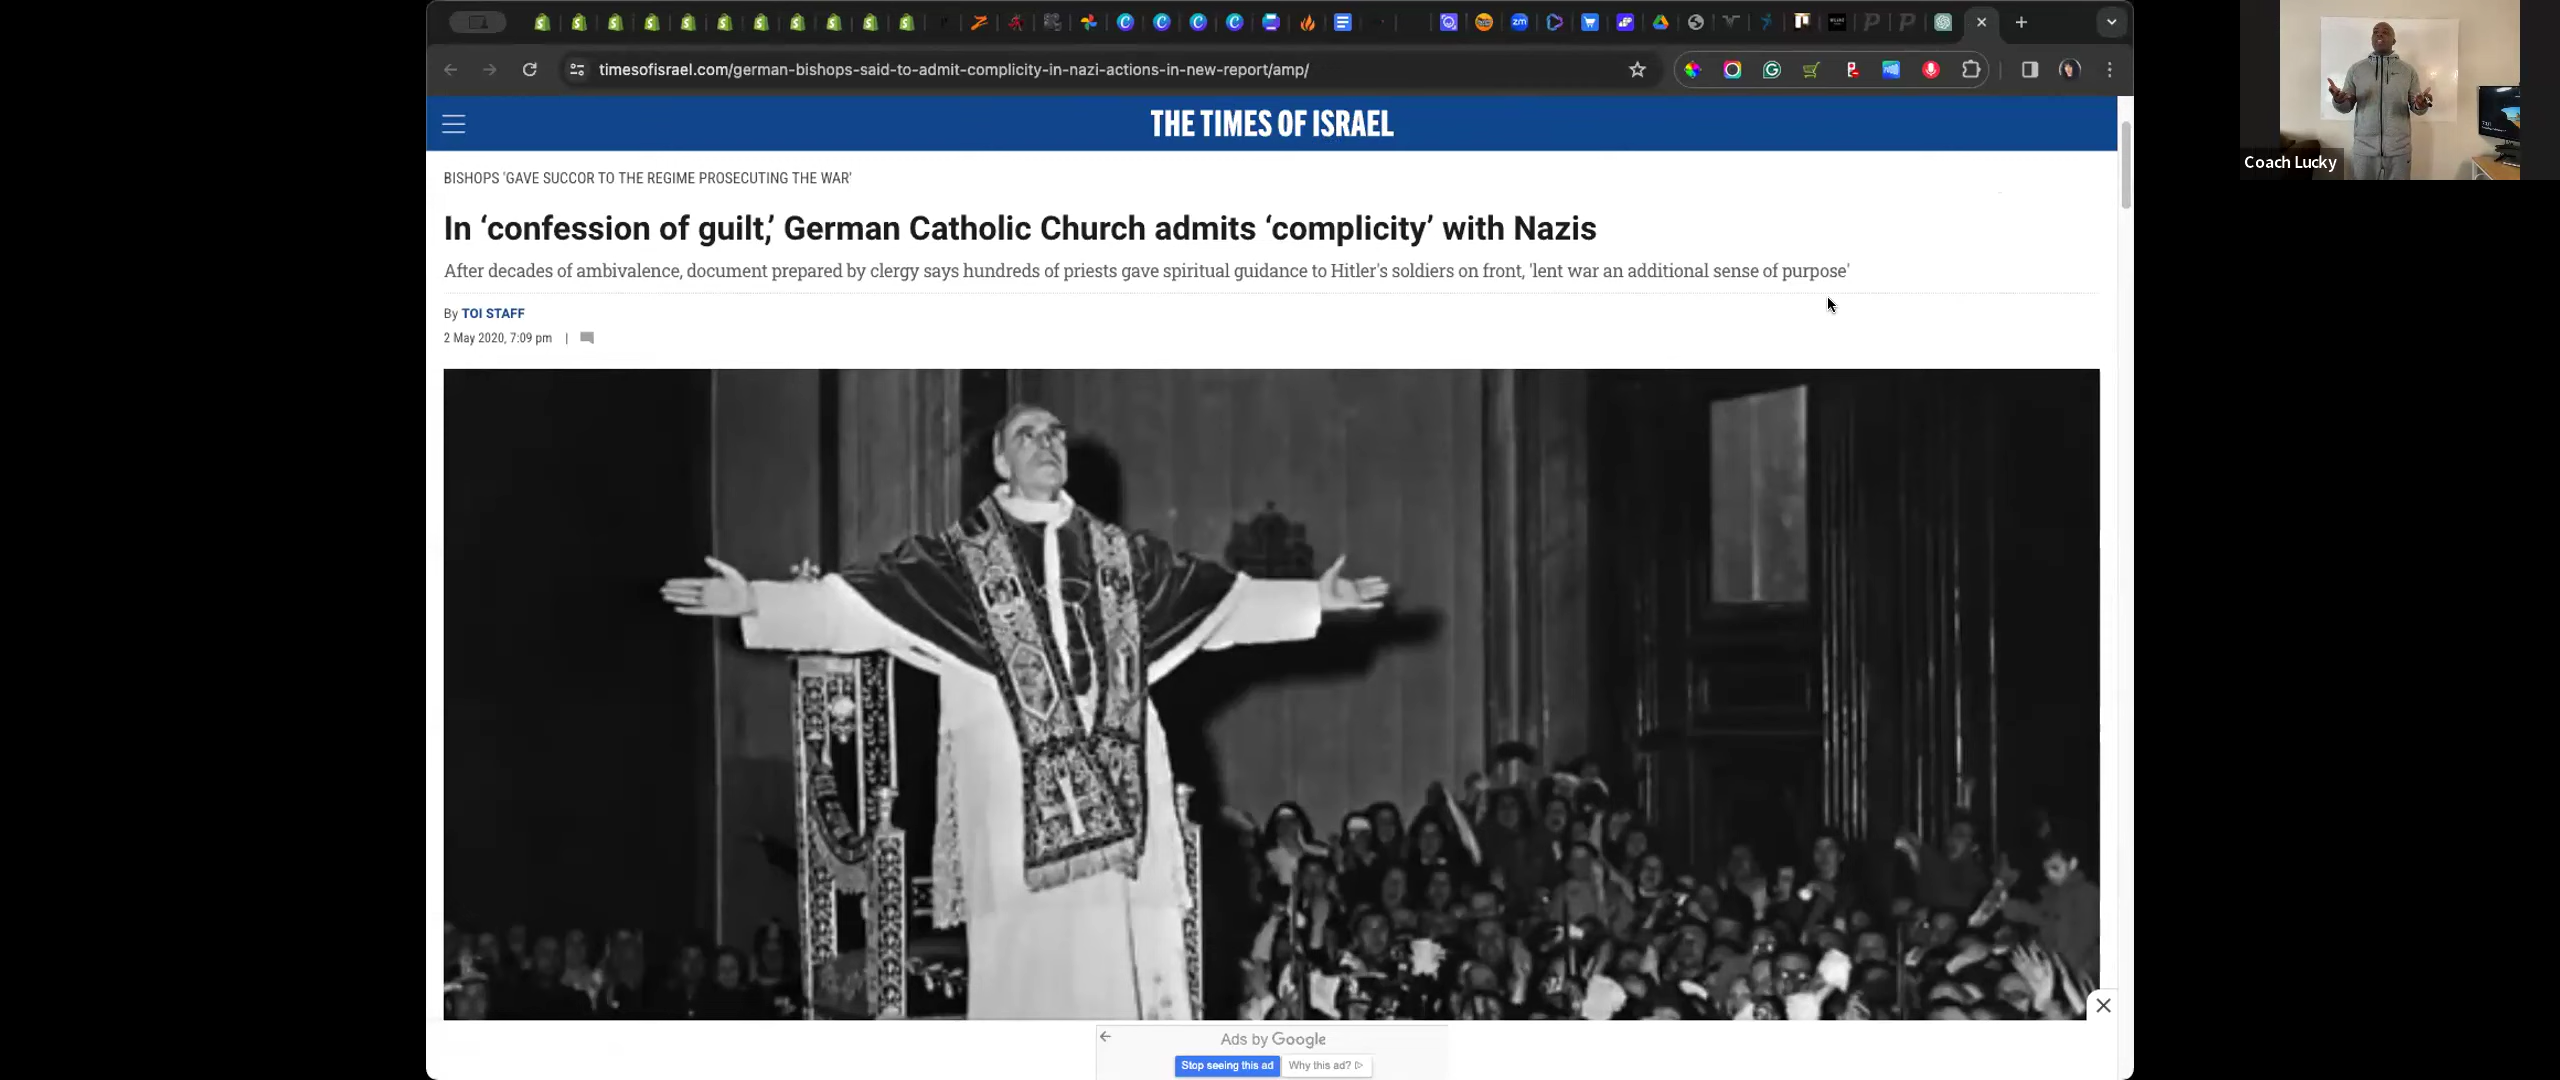 timesofisrael.com/german-bishops-said-to-admit-complicity-in-nazi-actions-in-new-report/amp/
THE TIMES OF ISRAEL
Coach Lucky
BISHOPS 'GAVE SUCCOR TO THE REGIME PROSECUTING THE WAR'
In ‘confession of guilt,’ German Catholic Church admits ‘complicity’ with Nazis
After decades of ambivalence, document prepared by clergy says hundreds of priests gave spiritual guidance to Hitler's soldiers on front, 'lent war an additional sense of purpose'
By TOI STAFF
2 May 2020, 7:09 pm |
Ads by Google
Stop seeing this ad
Why this ad?